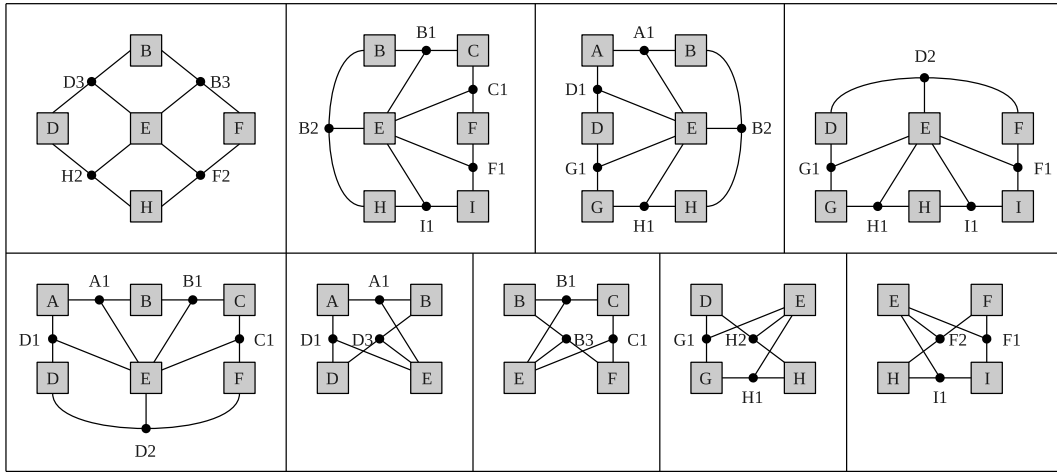 B
D3 B3
D E F
H2 F2
H
B1
B C
C1
B2 E F
F1
H I
I1
A1
A B
D1
D E B2
G1
G H
H1
D2
D E F
G1 F1
G H I
H1 I1
A1 B1
A B C
D1 C1
D E F
D2
A1
A B
D1 D3
D E
B1
B C
B3 C1
E F
D E
G1 H2
G H
H1
E F
F2 F1
H I
I1